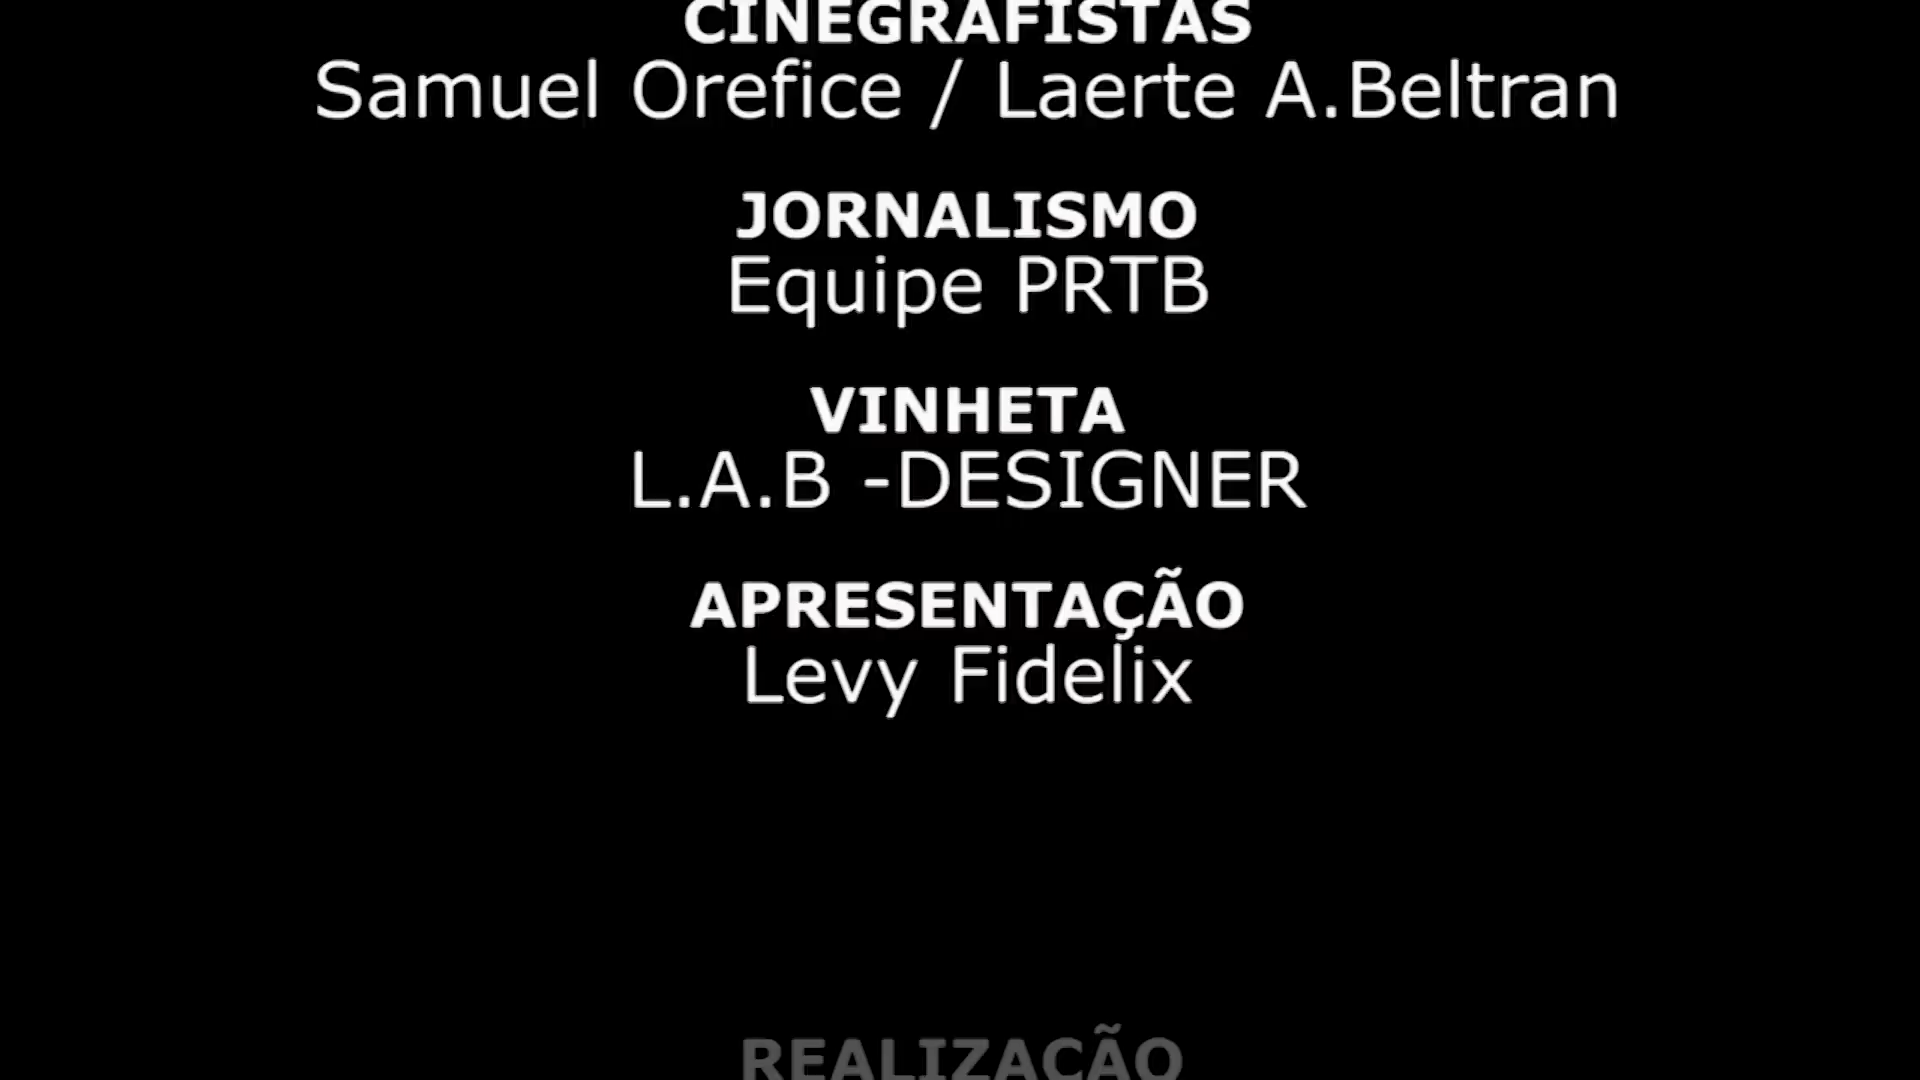 CINEGRAFISTAS
Samuel Orefice / Laerte A.Beltran
JORNALISMO
Equipe PRTB
VINHETA
L.A.B -DESIGNER
APRESENTAÇÃO
Levy Fidelix
REALIZAÇÃO